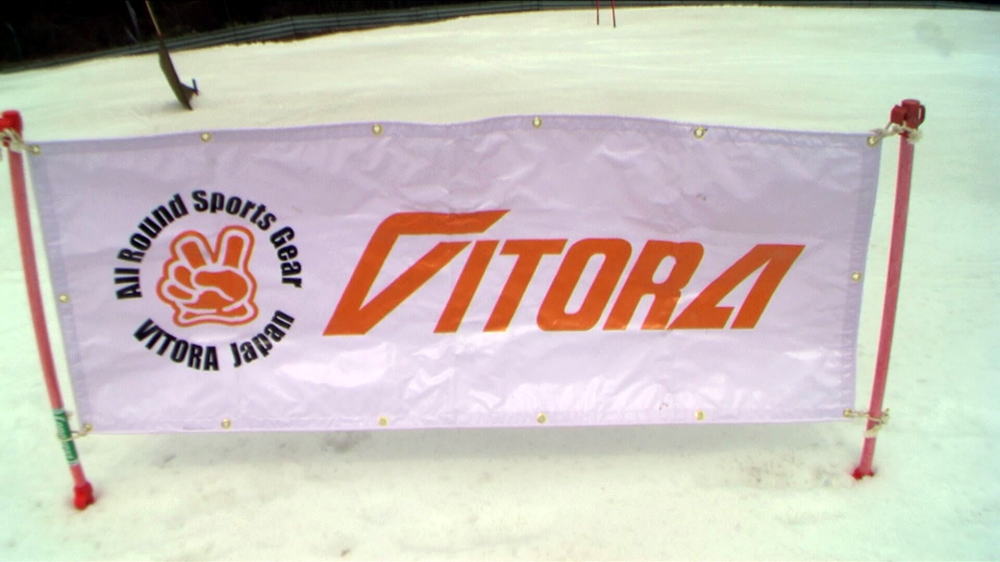 All Round Sports Gear
VITORA Japan
VITORA